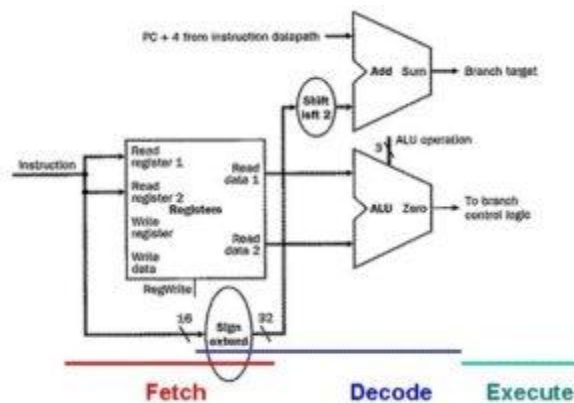 PC + 4 from instruction datapath
Add Sum
Branch target
Shift
left 2
3
ALU operation
Instruction
Read
register 1
Read
register 2
Write
register
Write
data
Registers
Read
data 1
Read
data 2
ALU Zero
To branch
control logic
RegWrite
16
Sign
extend
32
Fetch
Decode
Execute